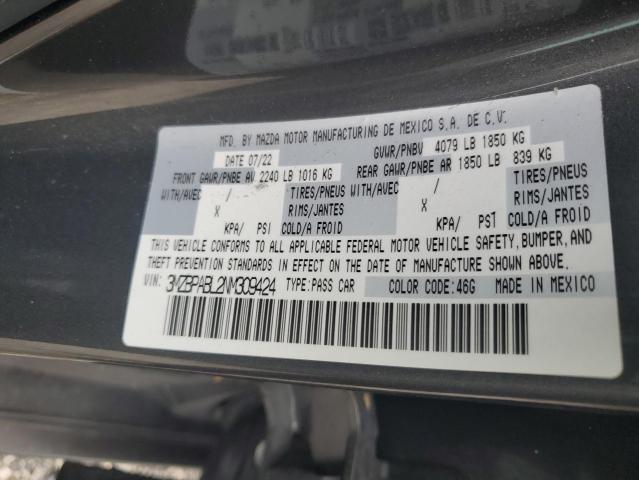 MFD. BY MAZDA MOTOR MANUFACTURING DE MEXICO S.A. DE C.V.
DATE 07/22 GVWR/PNBV 4079 LB 1850 KG
FRONT GAWR/PNBE AV 2240 LB 1016 KG REAR GAWR/PNBE AR 1850 LB 839 KG
WITH/AVEC / TIRES/PNEUS WITH/AVEC / TIRES/PNEUS
X RIMS/JANTES X RIMS/JANTES
KPA/ PSI COLD/A FROID KPA/ PSI COLD/A FROID
THIS VEHICLE CONFORMS TO ALL APPLICABLE FEDERAL MOTOR VEHICLE SAFETY, BUMPER, AND
THEFT PREVENTION STANDARDS IN EFFECT ON THE DATE OF MANUFACTURE SHOWN ABOVE.
VIN: 3MZBPABL2NM309424 TYPE:PASS CAR COLOR CODE:46G MADE IN MEXICO